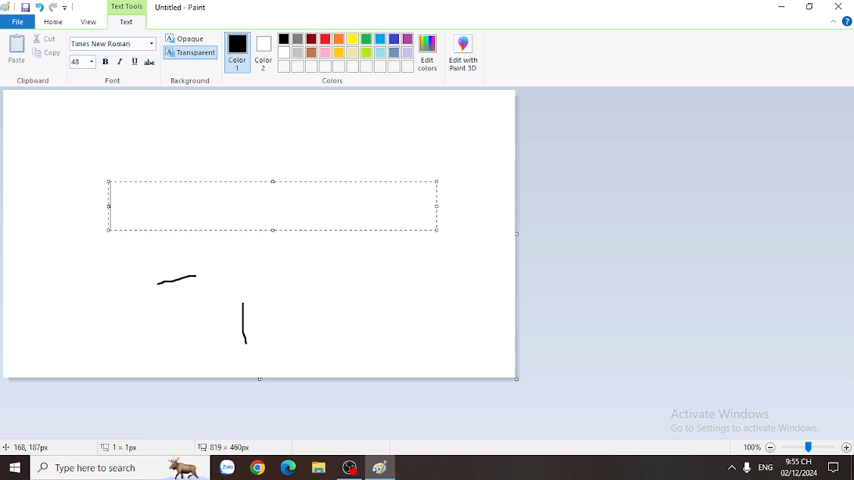 Text Tools
Untitled - Paint
File
Home
View
Text
Paste
Cut
Copy
Clipboard
Times New Roman
48
B I U abc
Font
Opaque
Transparent
Background
Color 1
Color 2
Edit colors
Colors
Edit with Paint 3D
Activate Windows
Go to Settings to activate Windows.
168, 187px
1 × 1px
819 × 460px
100%
Type here to search
Zalo
ENG
9:55 CH
02/12/2024